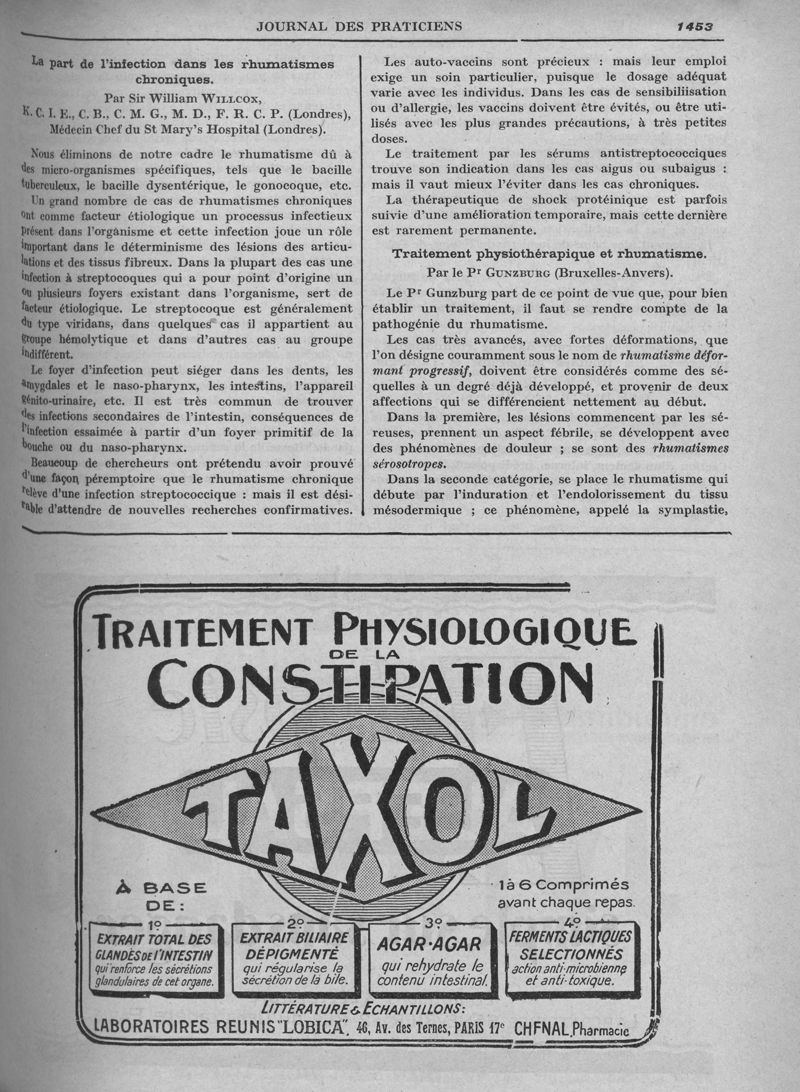 JOURNAL DES PRATICIENS 1453
La part de l'infection dans les rhumatismes
chroniques.
Par Sir William WILLCOX,
K. C. I. E., C. B., C. M. G., M. D., F. R. C. P. (Londres),
Médecin Chef du St Mary's Hospital (Londres).
Nous éliminons de notre cadre le rhumatisme dû à
des micro-organismes spécifiques, tels que le bacille
tuberculeux, le bacille dysentérique, le gonocoque, etc.
Un grand nombre de cas de rhumatismes chroniques
ont comme facteur étiologique un processus infectieux
présent dans l'organisme et cette infection joue un rôle
important dans le déterminisme des lésions des articu-
lations et des tissus fibreux. Dans la plupart des cas une
infection à streptocoques qui a pour point d'origine un
ou plusieurs foyers existant dans l'organisme, sert de
facteur étiologique. Le streptocoque est généralement
du type viridans, dans quelques cas il appartient au
groupe hémolytique et dans d'autres cas au groupe
indifférent.
Le foyer d'infection peut siéger dans les dents, les
amygdales et le naso-pharynx, les intestins, l'appareil
génito-urinaire, etc. Il est très commun de trouver
des infections secondaires de l'intestin, conséquences de
l'infection essaimée à partir d'un foyer primitif de la
bouche ou du naso-pharynx.
Beaucoup de chercheurs ont prétendu avoir prouvé
d'une façon péremptoire que le rhumatisme chronique
relève d'une infection streptococcique : mais il est dési-
rable d'attendre de nouvelles recherches confirmatives.
Les auto-vaccins sont précieux : mais leur emploi
exige un soin particulier, puisque le dosage adéquat
varie avec les individus. Dans les cas de sensibiliisation
ou d'allergie, les vaccins doivent être évités, ou être uti-
lisés avec les plus grandes précautions, à très petites
doses.
Le traitement par les sérums antistreptococciques
trouve son indication dans les cas aigus ou subaigus :
mais il vaut mieux l'éviter dans les cas chroniques.
La thérapeutique de shock protéinique est parfois
suivie d'une amélioration temporaire, mais cette dernière
est rarement permanente.
Traitement physiothérapique et rhumatisme.
Par le Pr GUNZBURG (Bruxelles-Anvers).
Le Pr Gunzburg part de ce point de vue que, pour bien
établir un traitement, il faut se rendre compte de la
pathogénie du rhumatisme.
Les cas très avancés, avec fortes déformations, que
l'on désigne couramment sous le nom de rhumatisme défor-
mant progressif, doivent être considérés comme des sé-
quelles à un degré déjà développé, et provenir de deux
affections qui se différencient nettement au début.
Dans la première, les lésions commencent par les sé-
reuses, prennent un aspect fébrile, se développent avec
des phénomènes de douleur ; se sont des rhumatismes
sérosotropes.
Dans la seconde catégorie, se place le rhumatisme qui
débute par l'induration et l'endolorissement du tissu
mésodermique ; ce phénomène, appelé la symplastie,
TRAITEMENT PHYSIOLOGIQUE
DE LA
CONSTIPATION
TAXOL
À BASE
DE :
1 à 6 Comprimés
avant chaque repas.
1º
EXTRAIT TOTAL DES
GLANDES DE l'INTESTIN
qui renforce les sécrétions
glandulaires de cet organe.
2º
EXTRAIT BILIAIRE
DÉPIGMENTÉ
qui régularise la
sécrétion de la bile.
3º
AGAR-AGAR
qui rehydrate le
contenu intestinal.
4º
FERMENTS LACTIQUES
SELECTIONNÉS
action anti-microbienne
et anti-toxique.
LITTÉRATURE & ÉCHANTILLONS :
LABORATOIRES REUNIS "LOBICA", 46, Av. des Ternes, PARIS 17e CHENAL, Pharmacie